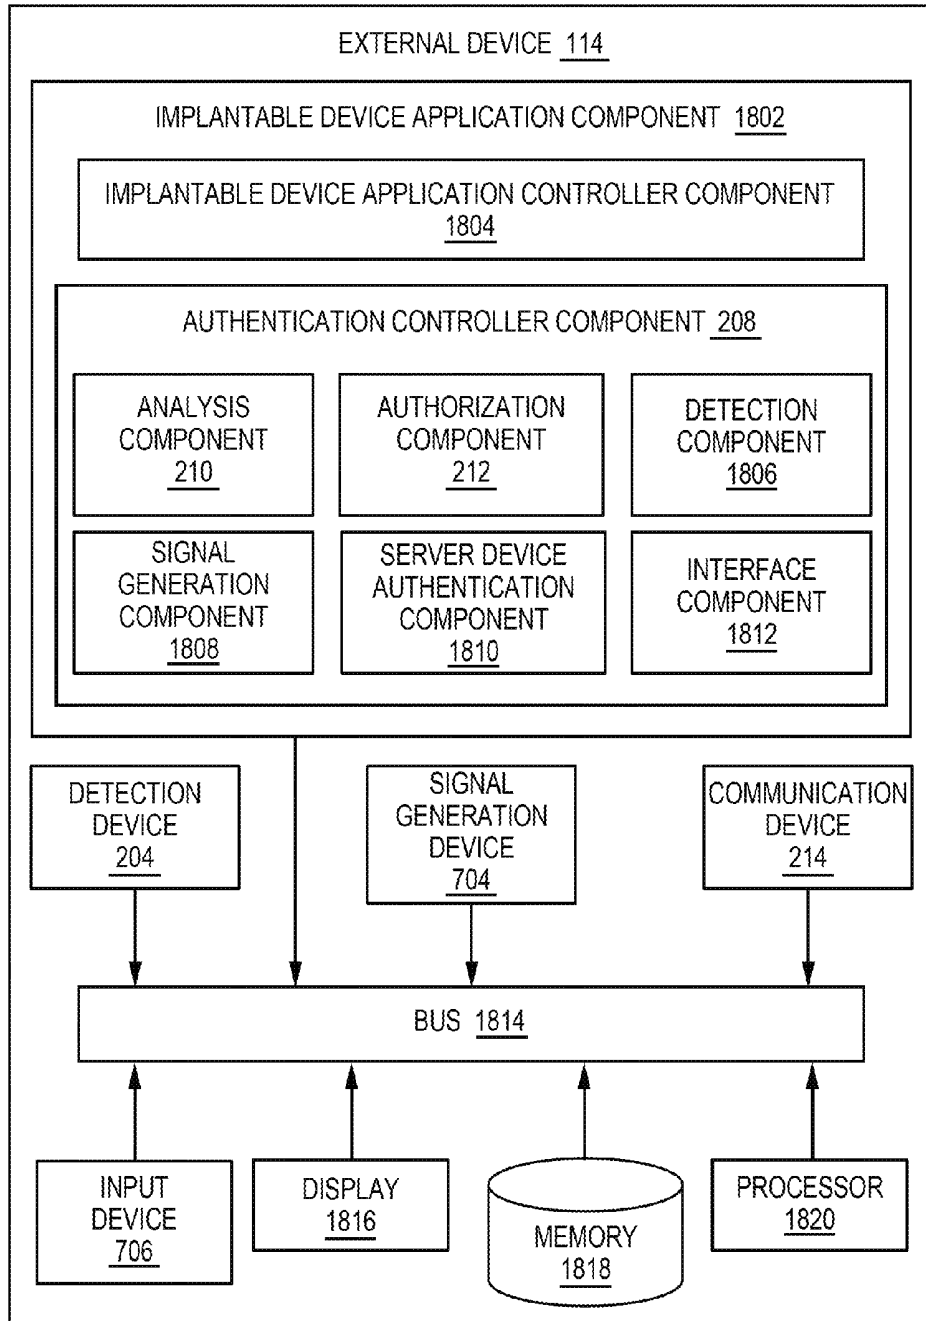 EXTERNAL DEVICE 114
IMPLANTABLE DEVICE APPLICATION COMPONENT 1802
IMPLANTABLE DEVICE APPLICATION CONTROLLER COMPONENT
1804
AUTHENTICATION CONTROLLER COMPONENT 208
ANALYSIS
COMPONENT
210
AUTHORIZATION
COMPONENT
212
DETECTION
COMPONENT
1806
SIGNAL
GENERATION
COMPONENT
1808
SERVER DEVICE
AUTHENTICATION
COMPONENT
1810
INTERFACE
COMPONENT
1812
DETECTION
DEVICE
204
SIGNAL
GENERATION
DEVICE
704
COMMUNICATION
DEVICE
214
BUS 1814
INPUT
DEVICE
706
DISPLAY
1816
MEMORY
1818
PROCESSOR
1820